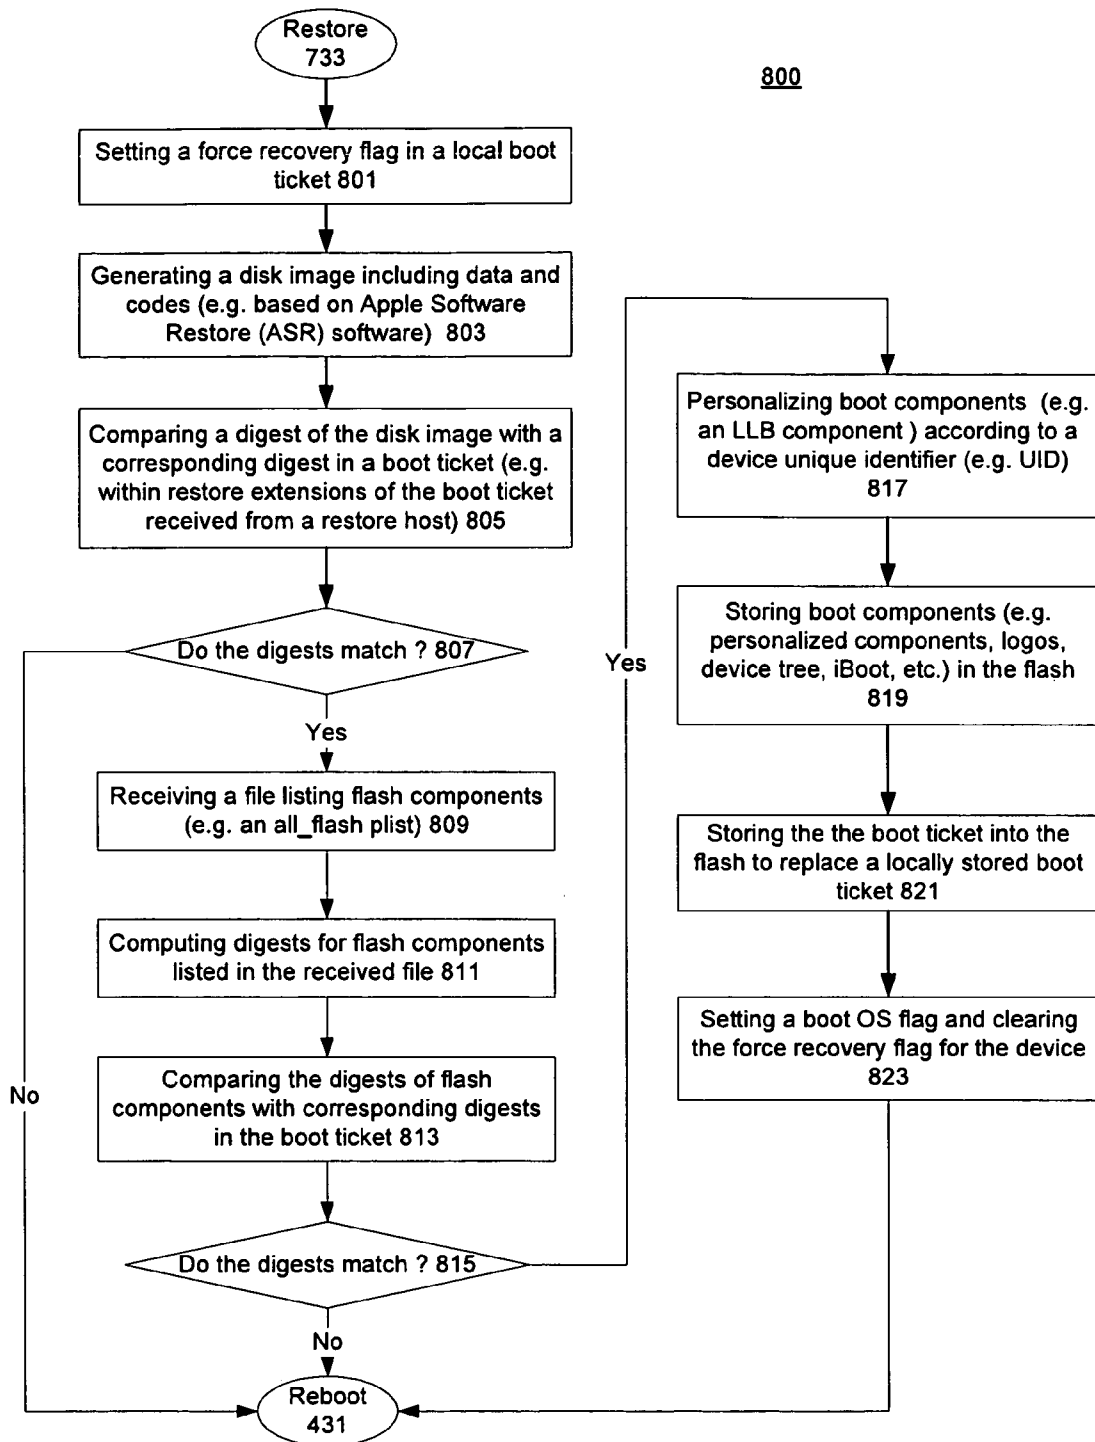 Restore
733
800
Setting a force recovery flag in a local boot
ticket 801
Generating a disk image including data and
codes (e.g. based on Apple Software
Restore (ASR) software) 803
Comparing a digest of the disk image with a
corresponding digest in a boot ticket (e.g.
within restore extensions of the boot ticket
received from a restore host) 805
Do the digests match ? 807
Yes
Receiving a file listing flash components
(e.g. an all_flash plist) 809
Computing digests for flash components
listed in the received file 811
Comparing the digests of flash
components with corresponding digests
in the boot ticket 813
No
Do the digests match ? 815
No
Yes
Personalizing boot components (e.g.
an LLB component ) according to a
device unique identifier (e.g. UID)
817
Storing boot components (e.g.
personalized components, logos,
device tree, iBoot, etc.) in the flash
819
Storing the the boot ticket into the
flash to replace a locally stored boot
ticket 821
Setting a boot OS flag and clearing
the force recovery flag for the device
823
Reboot
431